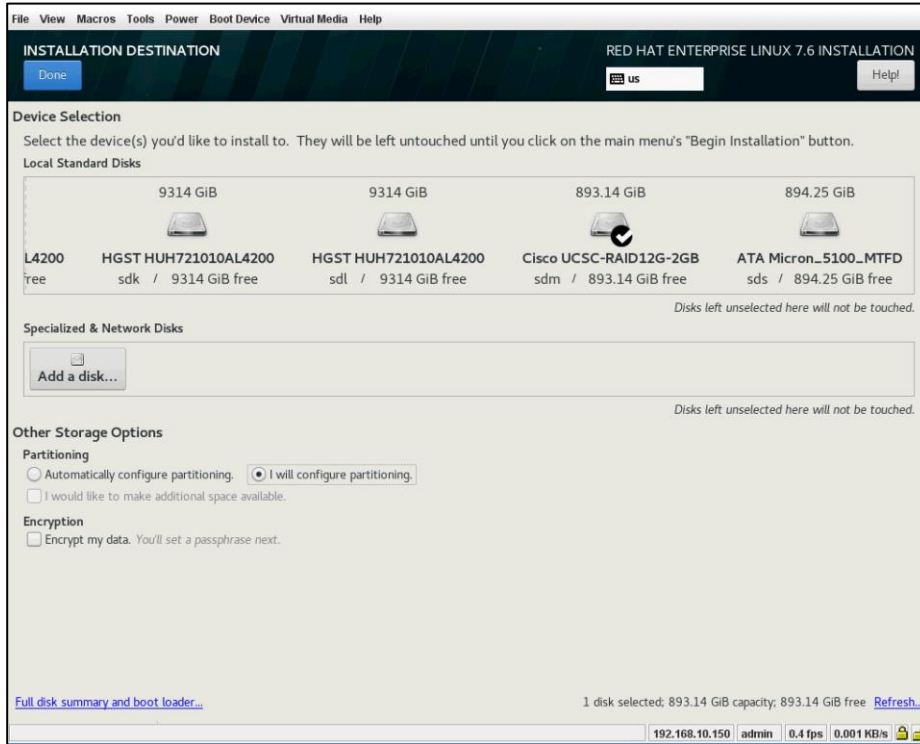 File View Macros Tools Power Boot Device Virtual Media Help
INSTALLATION DESTINATION
RED HAT ENTERPRISE LINUX 7.6 INSTALLATION
Done
us
Help!
Device Selection
Select the device(s) you'd like to install to. They will be left untouched until you click on the main menu's "Begin Installation" button.
Local Standard Disks
9314 GiB 9314 GiB 893.14 GiB 894.25 GiB
L4200 HGST HUH721010AL4200 HGST HUH721010AL4200 Cisco UCSC-RAID12G-2GB ATA Micron_5100_MTFD
free sdk / 9314 GiB free sdl / 9314 GiB free sdm / 893.14 GiB free sds / 894.25 GiB free
Disks left unselected here will not be touched.
Specialized & Network Disks
Add a disk...
Disks left unselected here will not be touched.
Other Storage Options
Partitioning
Automatically configure partitioning. I will configure partitioning.
I would like to make additional space available.
Encryption
Encrypt my data. You'll set a passphrase next.
Full disk summary and boot loader...
1 disk selected; 893.14 GiB capacity; 893.14 GiB free Refresh...
192.168.10.150 admin 0.4 fps 0.001 KB/s